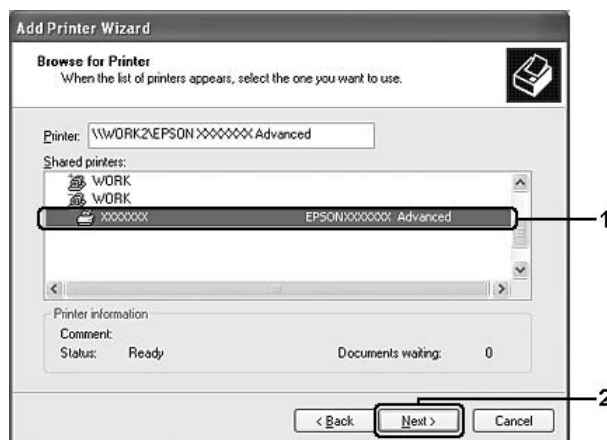 Add Printer Wizard
Browse for Printer
When the list of printers appears, select the one you want to use.
Printer: \\WORK2\EPSON XXXXXXX Advanced
Shared printers:
WORK
WORK
XXXXXXX EPSONXXXXXXX Advanced
1
Printer information
Comment:
Status: Ready Documents waiting: 0
2
< Back Next > Cancel